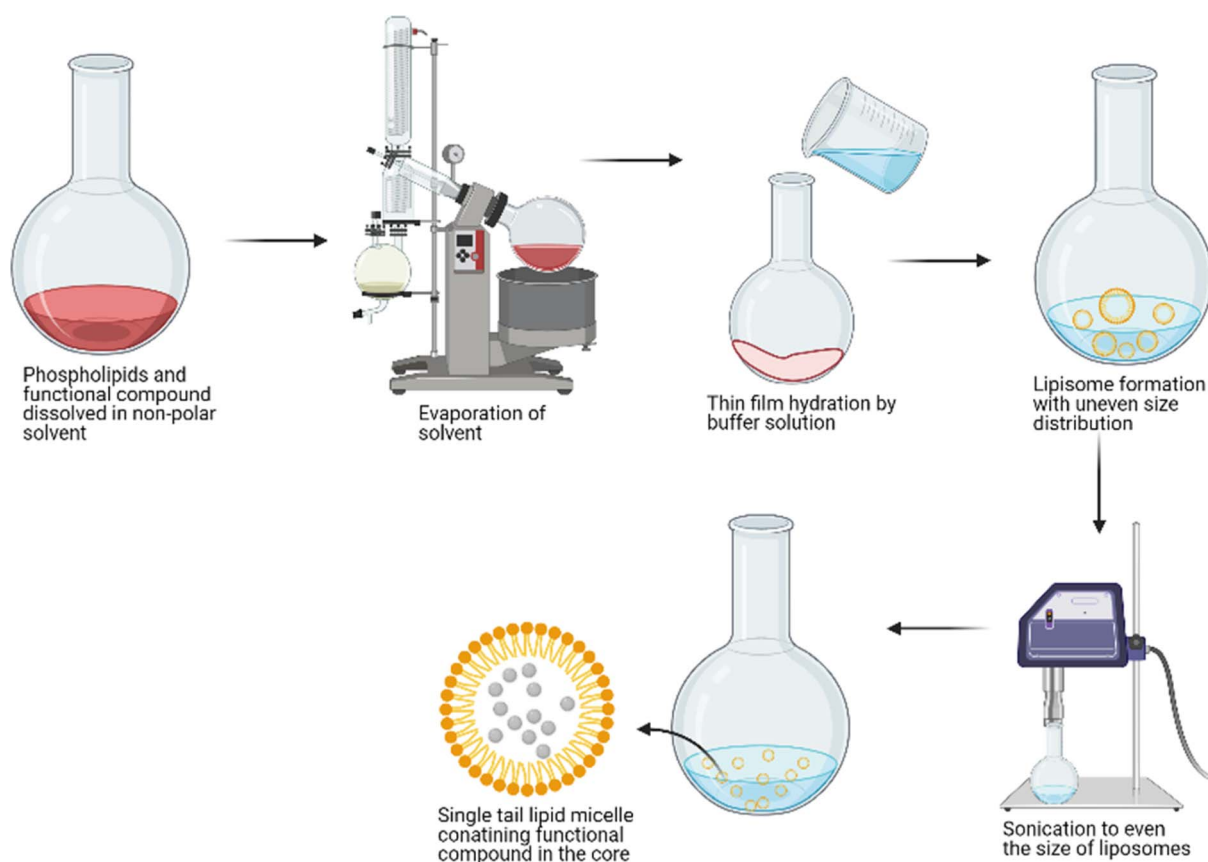 Phospholipids and
functional compound
dissolved in non-polar
solvent
Evaporation of
solvent
Thin film hydration by
buffer solution
Lipisome formation
with uneven size
distribution
Sonication to even
the size of liposomes
Single tail lipid micelle
conatining functional
compound in the core